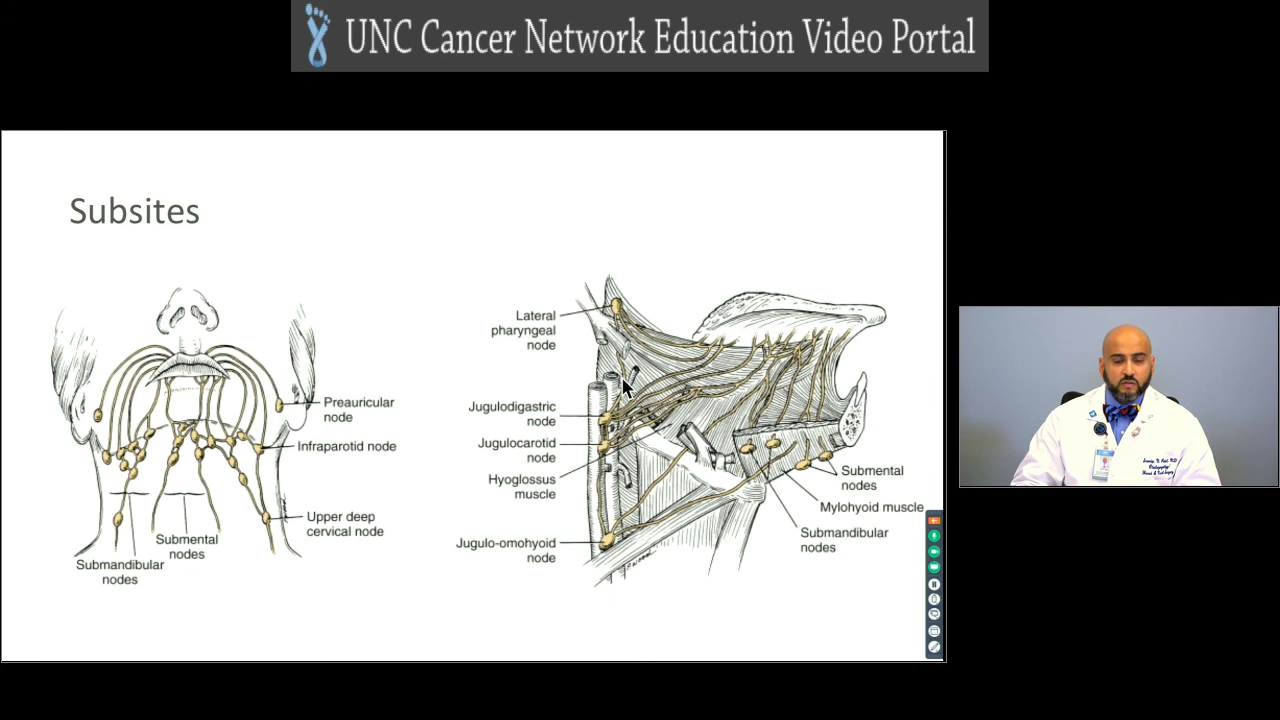 UNC Cancer Network Education Video Portal
Subsites
Preauricular
node
Infraparotid node
Upper deep
cervical node
Submental
nodes
Submandibular
nodes
Lateral
pharyngeal
node
Jugulodigastric
node
Jugulocarotid
node
Hyoglossus
muscle
Jugulo-omohyoid
node
Submental
nodes
Mylohyoid muscle
Submandibular
nodes